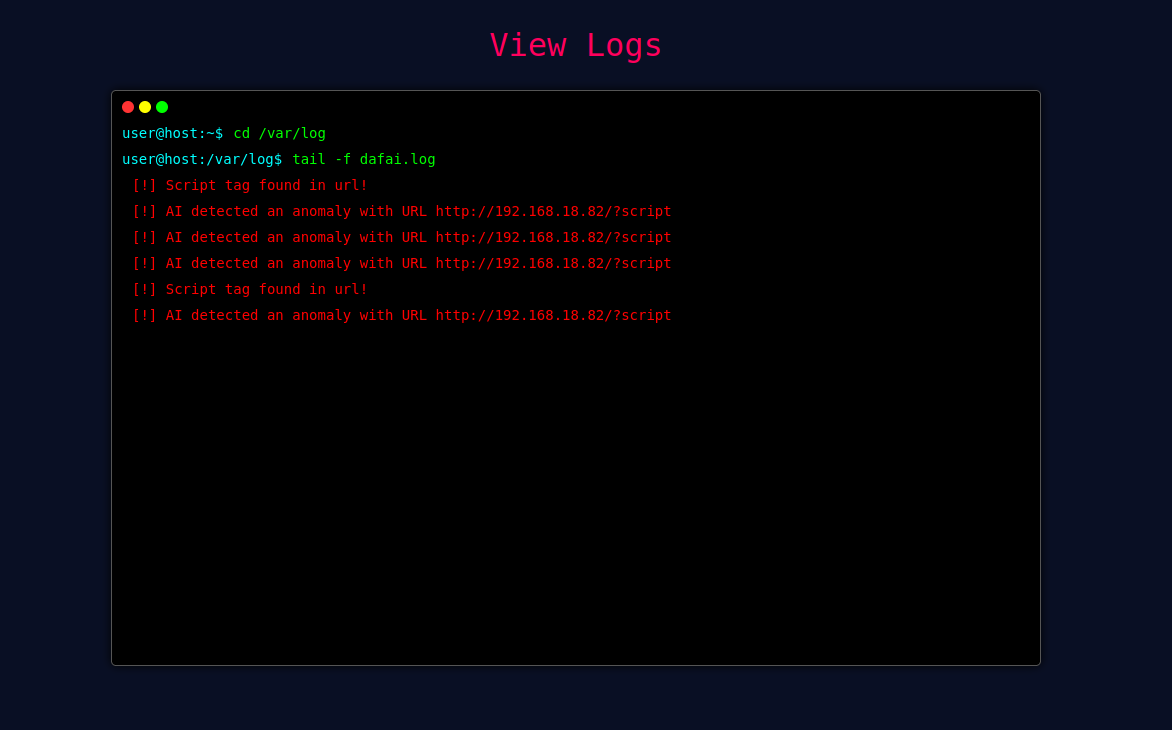 View Logs
user@host:~$ cd /var/log
user@host:/var/log$ tail -f dafai.log
[!] Script tag found in url!
[!] AI detected an anomaly with URL http://192.168.18.82/?script
[!] AI detected an anomaly with URL http://192.168.18.82/?script
[!] AI detected an anomaly with URL http://192.168.18.82/?script
[!] Script tag found in url!
[!] AI detected an anomaly with URL http://192.168.18.82/?script